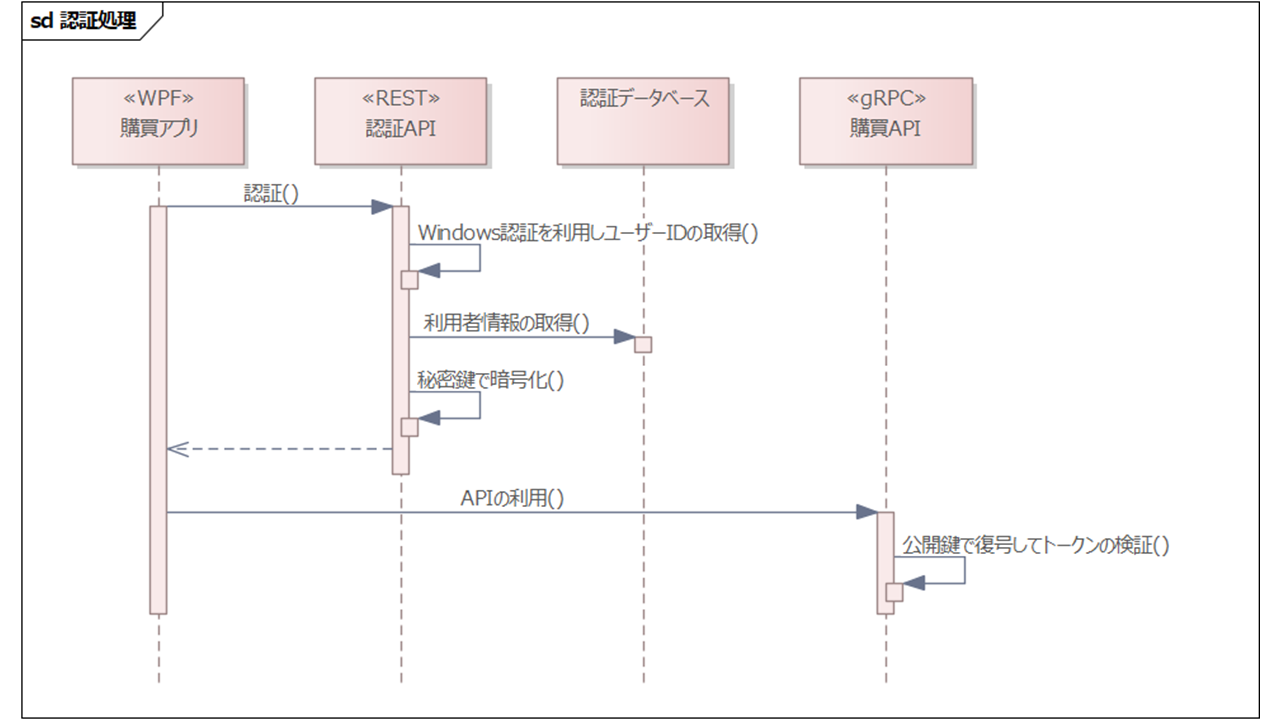 sd 認証処理
«WPF»
購買アプリ
«REST»
認証API
認証データベース
«gRPC»
購買API
認証()
Windows認証を利用しユーザーIDの取得()
利用者情報の取得()
秘密鍵で暗号化()
APIの利用()
公開鍵で復号してトークンの検証()